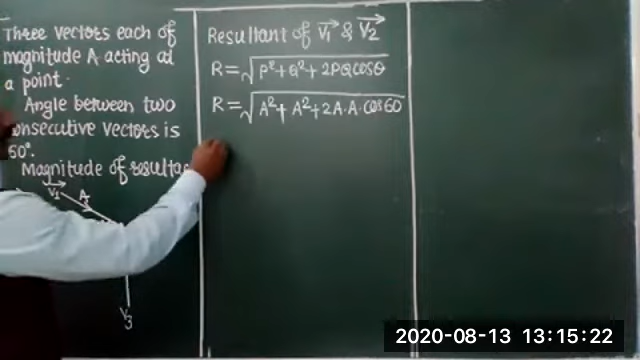 Three vectors each of
magnitude A acting at
a point.
Angle between two
consecutive vectors is
60°.
Magnitude of
V1 A
V3
Resultant of V1 & V2
R = √P²+Q²+2PQcosθ
R = √A²+A²+2A.A.cos60
2020-08-13 13:15:22